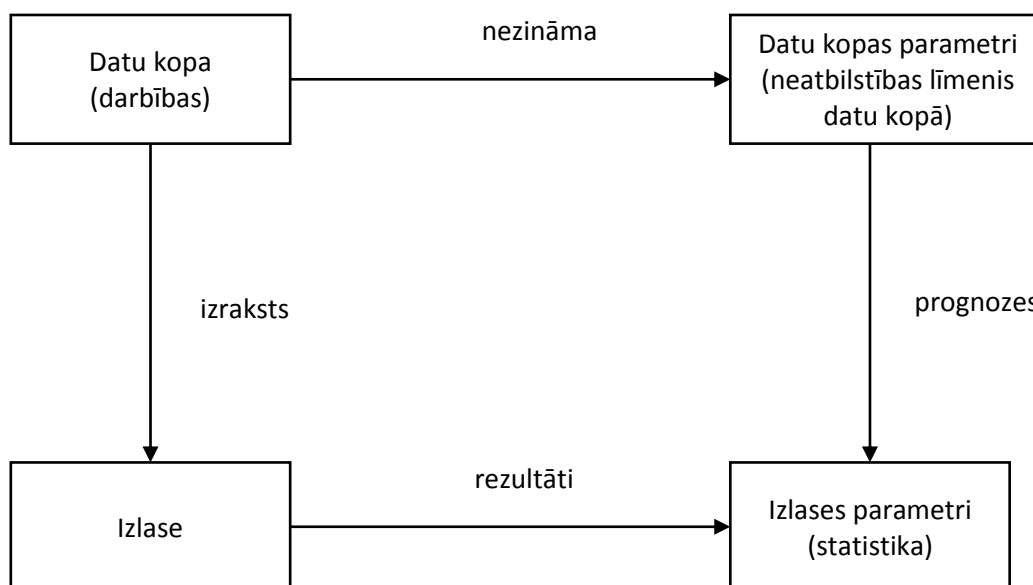 nezināma
Datu kopa
(darbības)
Datu kopas parametri
(neatbilstības līmenis
datu kopā)
izraksts
prognozes
rezultāti
Izlase
Izlases parametri
(statistika)